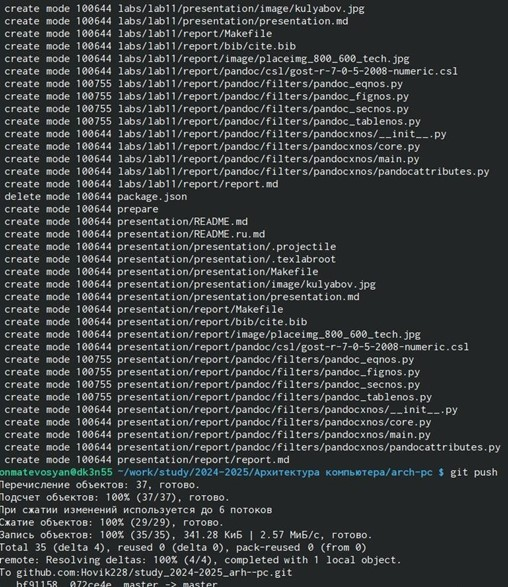 create mode 100644 labs/lab11/presentation/image/kulyabov.jpg
create mode 100644 labs/lab11/presentation/presentation.md
create mode 100644 labs/lab11/report/Makefile
create mode 100644 labs/lab11/report/bib/cite.bib
create mode 100644 labs/lab11/report/image/placeimg_800_600_tech.jpg
create mode 100644 labs/lab11/report/pandoc/csl/gost-r-7-0-5-2008-numeric.csl
create mode 100755 labs/lab11/report/pandoc/filters/pandoc_eqnos.py
create mode 100755 labs/lab11/report/pandoc/filters/pandoc_fignos.py
create mode 100755 labs/lab11/report/pandoc/filters/pandoc_secnos.py
create mode 100755 labs/lab11/report/pandoc/filters/pandoc_tablenos.py
create mode 100644 labs/lab11/report/pandoc/filters/pandocxnos/__init__.py
create mode 100644 labs/lab11/report/pandoc/filters/pandocxnos/core.py
create mode 100644 labs/lab11/report/pandoc/filters/pandocxnos/main.py
create mode 100644 labs/lab11/report/pandoc/filters/pandocxnos/pandocattributes.py
create mode 100644 labs/lab11/report/report.md
delete mode 100644 package.json
create mode 100644 prepare
create mode 100644 presentation/README.md
create mode 100644 presentation/README.ru.md
create mode 100644 presentation/presentation/.projectile
create mode 100644 presentation/presentation/.texlabroot
create mode 100644 presentation/presentation/Makefile
create mode 100644 presentation/presentation/image/kulyabov.jpg
create mode 100644 presentation/presentation/presentation.md
create mode 100644 presentation/report/Makefile
create mode 100644 presentation/report/bib/cite.bib
create mode 100644 presentation/report/image/placeimg_800_600_tech.jpg
create mode 100644 presentation/report/pandoc/csl/gost-r-7-0-5-2008-numeric.csl
create mode 100755 presentation/report/pandoc/filters/pandoc_eqnos.py
create mode 100755 presentation/report/pandoc/filters/pandoc_fignos.py
create mode 100755 presentation/report/pandoc/filters/pandoc_secnos.py
create mode 100755 presentation/report/pandoc/filters/pandoc_tablenos.py
create mode 100644 presentation/report/pandoc/filters/pandocxnos/__init__.py
create mode 100644 presentation/report/pandoc/filters/pandocxnos/core.py
create mode 100644 presentation/report/pandoc/filters/pandocxnos/main.py
create mode 100644 presentation/report/pandoc/filters/pandocxnos/pandocattributes.py
create mode 100644 presentation/report/report.md
onmatevosyan@dk3n55 ~/work/study/2024-2025/Архитектура компьютера/arch-pc $ git push
Перечисление объектов: 37, готово.
Подсчет объектов: 100% (37/37), готово.
При сжатии изменений используется до 6 потоков
Сжатие объектов: 100% (29/29), готово.
Запись объектов: 100% (35/35), 341.28 КиБ | 2.57 МиБ/с, готово.
Total 35 (delta 4), reused 0 (delta 0), pack-reused 0 (from 0)
remote: Resolving deltas: 100% (4/4), completed with 1 local object.
To github.com:Hovik228/study_2024-2025_arh--pc.git
bf91158..072ce4e master -> master